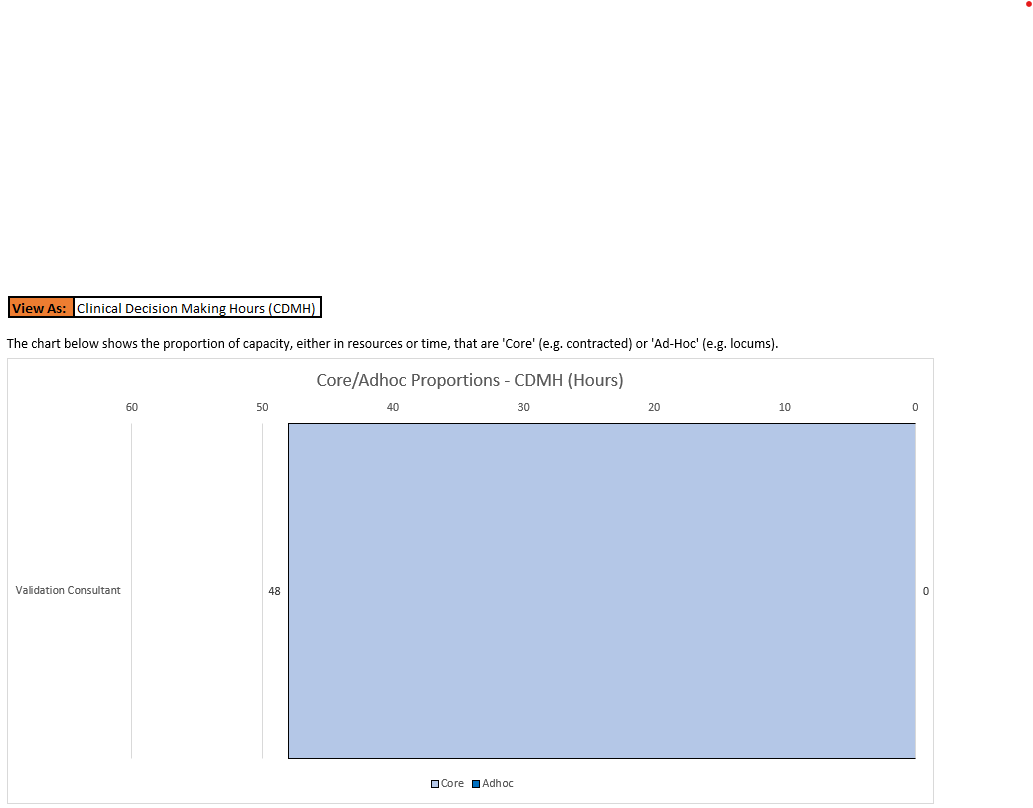 View As: Clinical Decision Making Hours (CDMH)
The chart below shows the proportion of capacity, either in resources or time, that are 'Core' (e.g. contracted) or 'Ad-Hoc' (e.g. locums).
Core/Adhoc Proportions - CDMH (Hours)
60 50 40 30 20 10 0
Validation Consultant 48 0
Core Adhoc